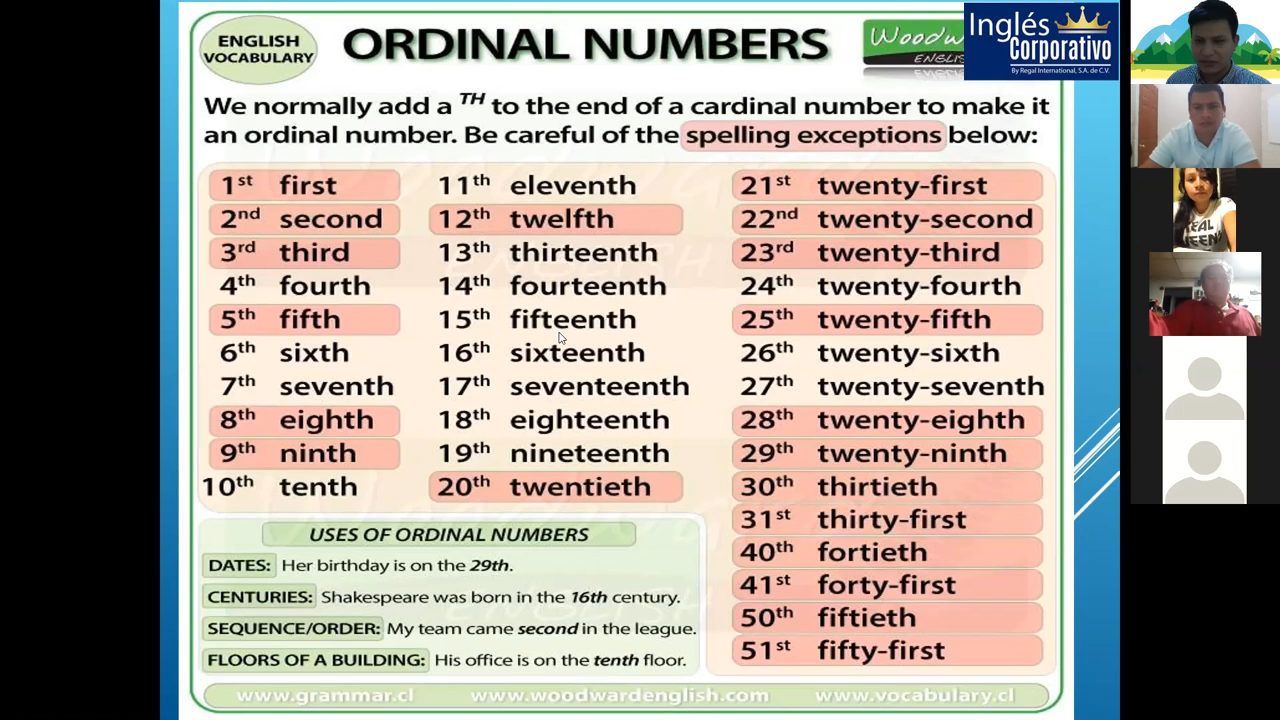 ENGLISH
VOCABULARY
ORDINAL NUMBERS
Inglés
Corporativo
By Regal International, S.A. de C.V.
We normally add a TH to the end of a cardinal number to make it
an ordinal number. Be careful of the spelling exceptions below:
1st first
2nd second
3rd third
4th fourth
5th fifth
6th sixth
7th seventh
8th eighth
9th ninth
10th tenth
11th eleventh
12th twelfth
13th thirteenth
14th fourteenth
15th fifteenth
16th sixteenth
17th seventeenth
18th eighteenth
19th nineteenth
20th twentieth
21st twenty-first
22nd twenty-second
23rd twenty-third
24th twenty-fourth
25th twenty-fifth
26th twenty-sixth
27th twenty-seventh
28th twenty-eighth
29th twenty-ninth
30th thirtieth
31st thirty-first
40th fortieth
41st forty-first
50th fiftieth
51st fifty-first
USES OF ORDINAL NUMBERS
DATES: Her birthday is on the 29th.
CENTURIES: Shakespeare was born in the 16th century.
SEQUENCE/ORDER: My team came second in the league.
FLOORS OF A BUILDING: His office is on the tenth floor.
www.grammar.cl www.woodwardenglish.com www.vocabulary.cl